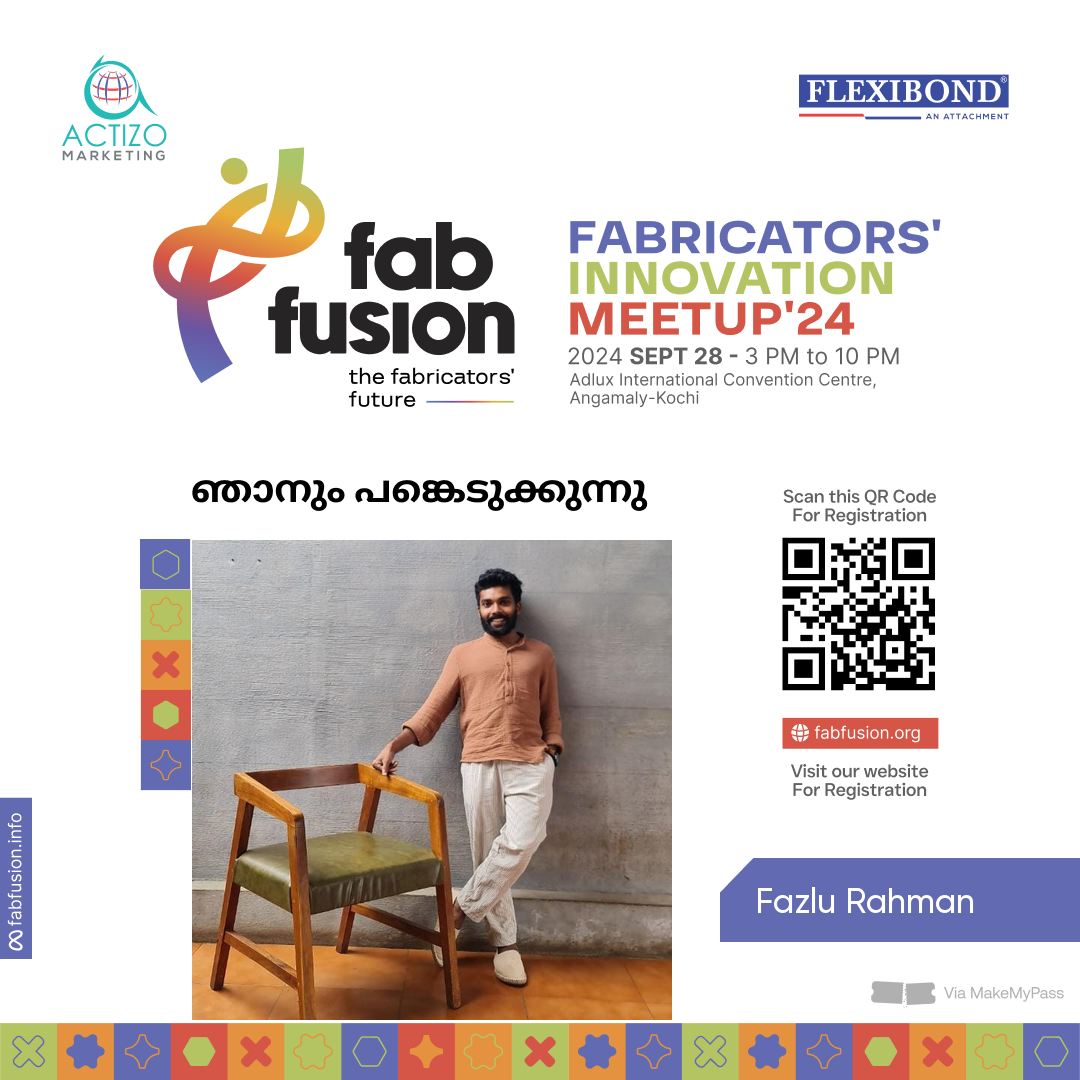 ACTIZO
MARKETING
FLEXIBOND®
AN ATTACHMENT
fab
fusion
the fabricators'
future
FABRICATORS'
INNOVATION
MEETUP'24
2024 SEPT 28 - 3 PM to 10 PM
Adlux International Convention Centre,
Angamaly-Kochi
ഞാനും പങ്കെടുക്കുന്നു
Scan this QR Code
For Registration
fabfusion.org
Visit our website
For Registration
fabfusion.info
Fazlu Rahman
Via MakeMyPass